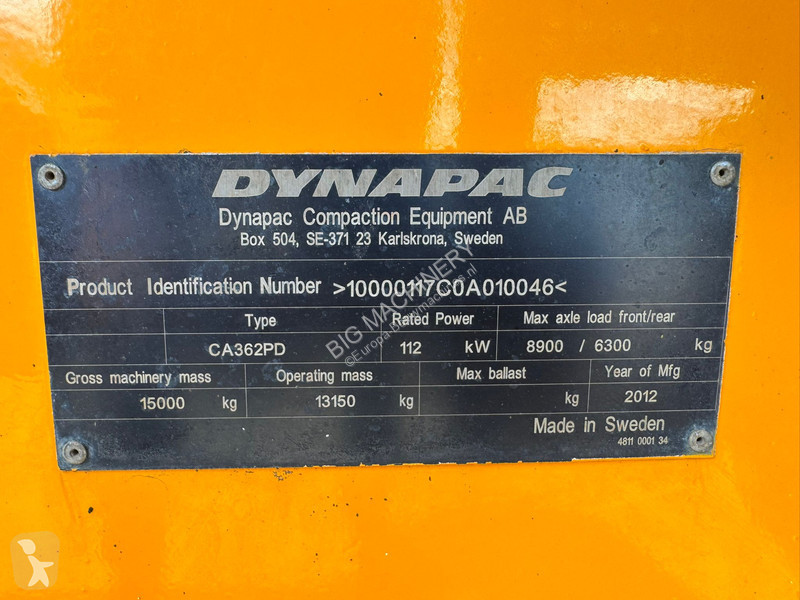 DYNAPAC
Dynapac Compaction Equipment AB
Box 504, SE-371 23 Karlskrona, Sweden
Product Identification Number >10000117C0A010046<
Type Rated Power Max axle load front/rear
CA362PD 112 kW 8900 / 6300 kg
Gross machinery mass Operating mass Max ballast Year of Mfg
15000 kg 13150 kg kg 2012
Made in Sweden
4811 0001 34
BIG MACHINERY